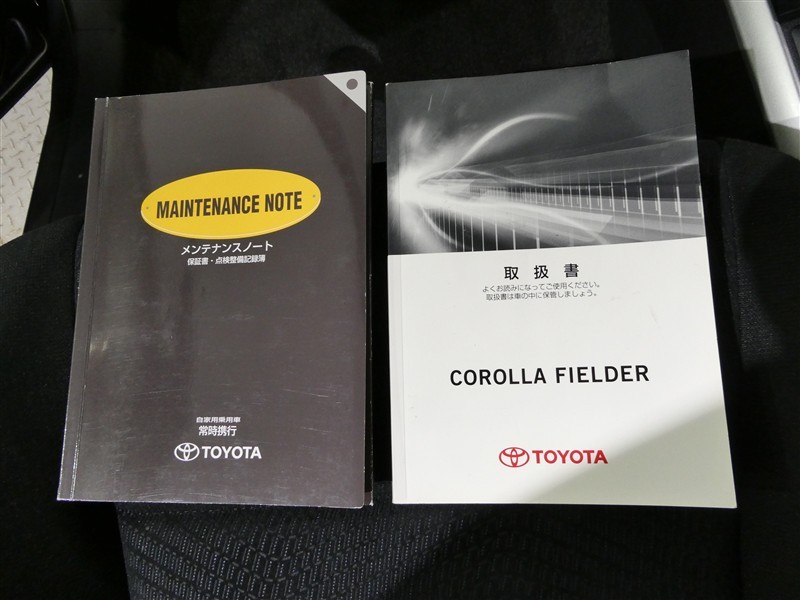 MAINTENANCE NOTE
メンテナンスノート
保証書・点検整備記録簿
自家用乗用車
常時携行
TOYOTA
取扱書
よくお読みになってご使用ください。
取扱書は車の中に保管しましょう。
COROLLA FIELDER
TOYOTA